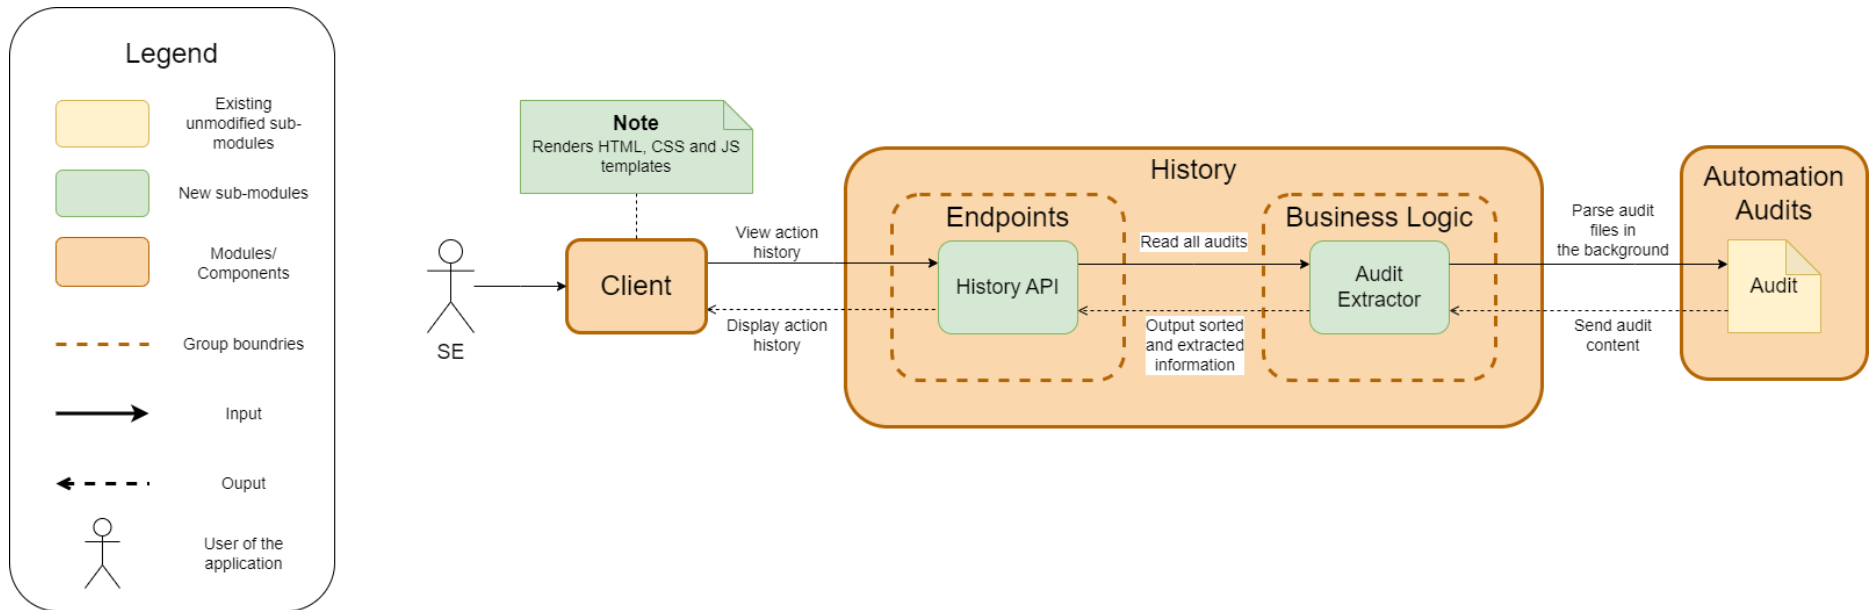 Legend
Existing
unmodified sub-
modules
New sub-modules
Modules/
Components
Group boundries
Input
Ouput
User of the
application
Note
Renders HTML, CSS and JS
templates
SE
Client
View action
history
Display action
history
History
Endpoints
History API
Read all audits
Output sorted
and extracted
information
Business Logic
Audit
Extractor
Parse audit
files in
the background
Send audit
content
Automation
Audits
Audit